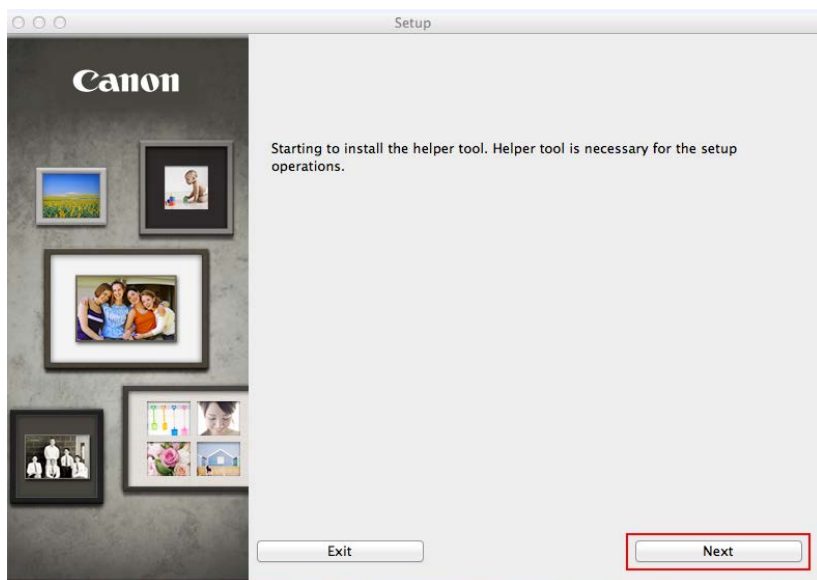 Setup
Canon
Starting to install the helper tool. Helper tool is necessary for the setup
operations.
Exit
Next